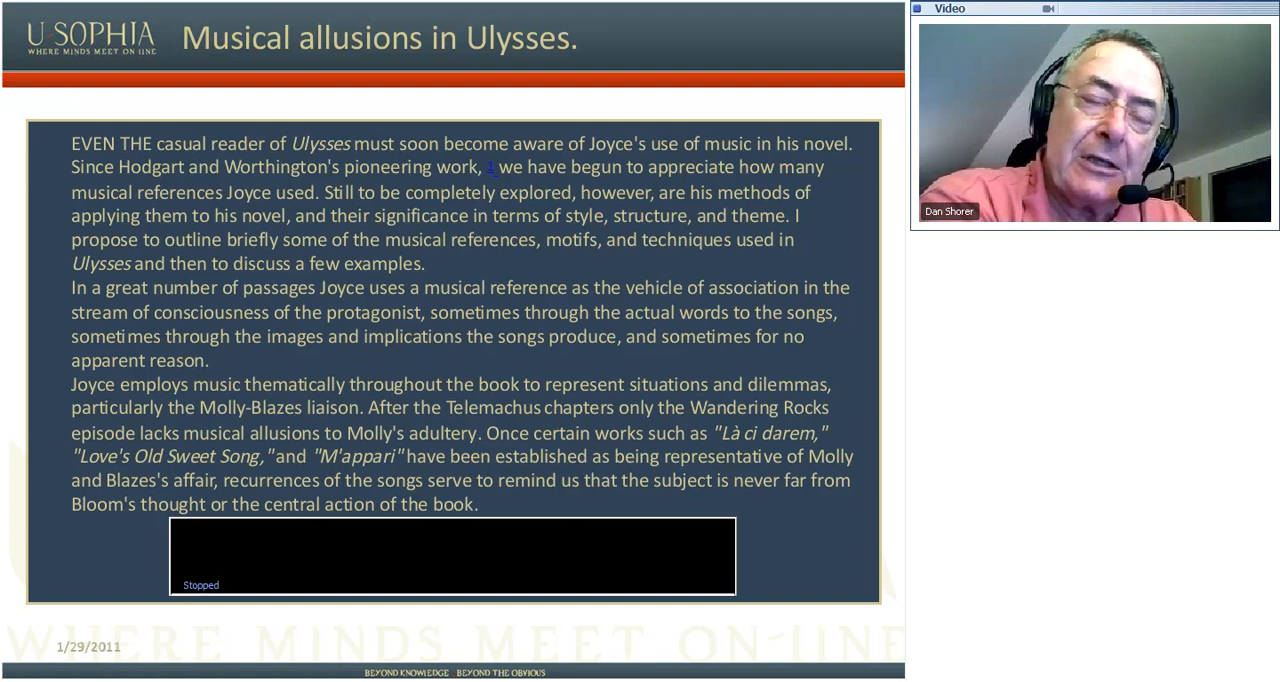 U·SOPHIA
WHERE MINDS MEET ON-lINE
Musical allusions in Ulysses.
EVEN THE casual reader of Ulysses must soon become aware of Joyce's use of music in his novel.
Since Hodgart and Worthington's pioneering work, 1 we have begun to appreciate how many
musical references Joyce used. Still to be completely explored, however, are his methods of
applying them to his novel, and their significance in terms of style, structure, and theme. I
propose to outline briefly some of the musical references, motifs, and techniques used in
Ulysses and then to discuss a few examples.
In a great number of passages Joyce uses a musical reference as the vehicle of association in the
stream of consciousness of the protagonist, sometimes through the actual words to the songs,
sometimes through the images and implications the songs produce, and sometimes for no
apparent reason.
Joyce employs music thematically throughout the book to represent situations and dilemmas,
particularly the Molly-Blazes liaison. After the Telemachus chapters only the Wandering Rocks
episode lacks musical allusions to Molly's adultery. Once certain works such as "Là ci darem,"
"Love's Old Sweet Song," and "M'appari" have been established as being representative of Molly
and Blazes's affair, recurrences of the songs serve to remind us that the subject is never far from
Bloom's thought or the central action of the book.
Stopped
WHERE MINDS MEET ON-lINE
1/29/2011
BEYOND KNOWLEDGE BEYOND THE OBVIOUS
Video
Dan Shorer